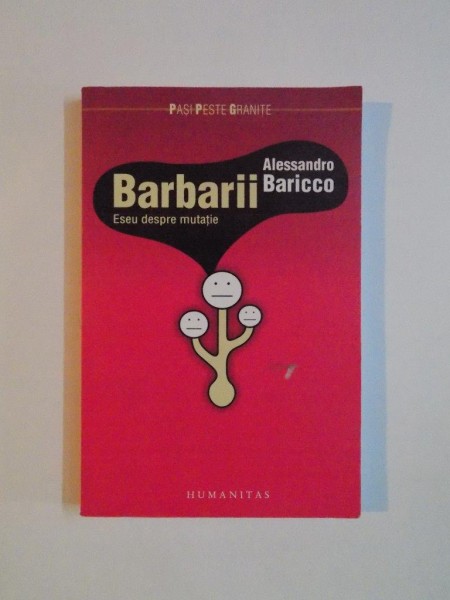 PAȘI PESTE GRANIȚE
Alessandro
Baricco
Barbarii
Eseu despre mutație
HUMANITAS